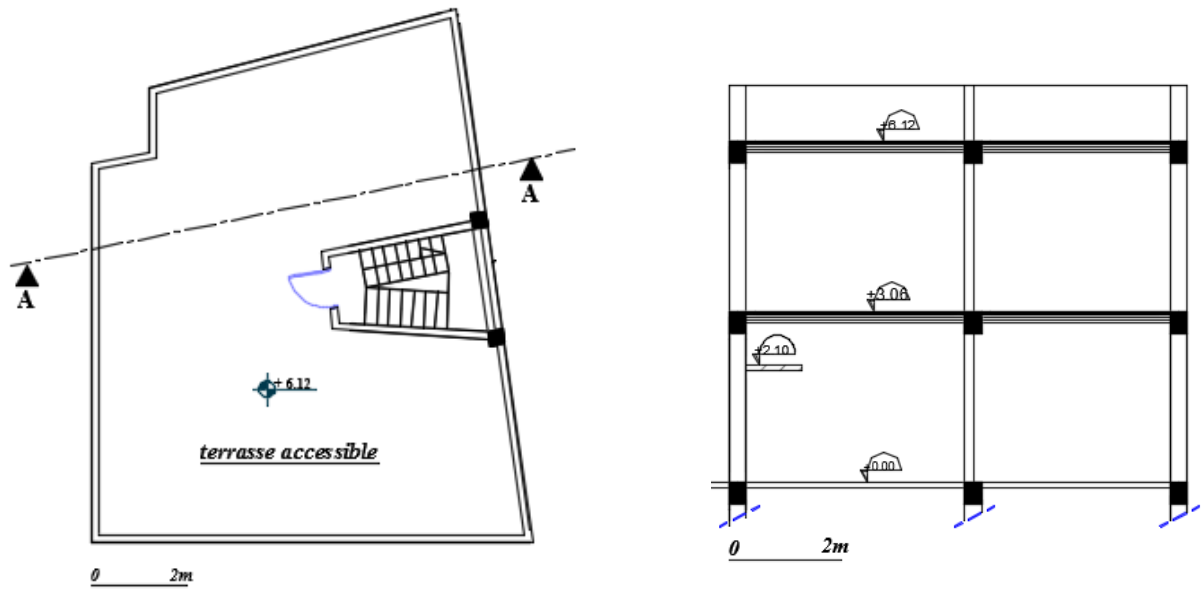 A
A
+ 6.12
terrasse accessible
0 2m
+6.12
+3.06
+2.10
+0.00
0 2m